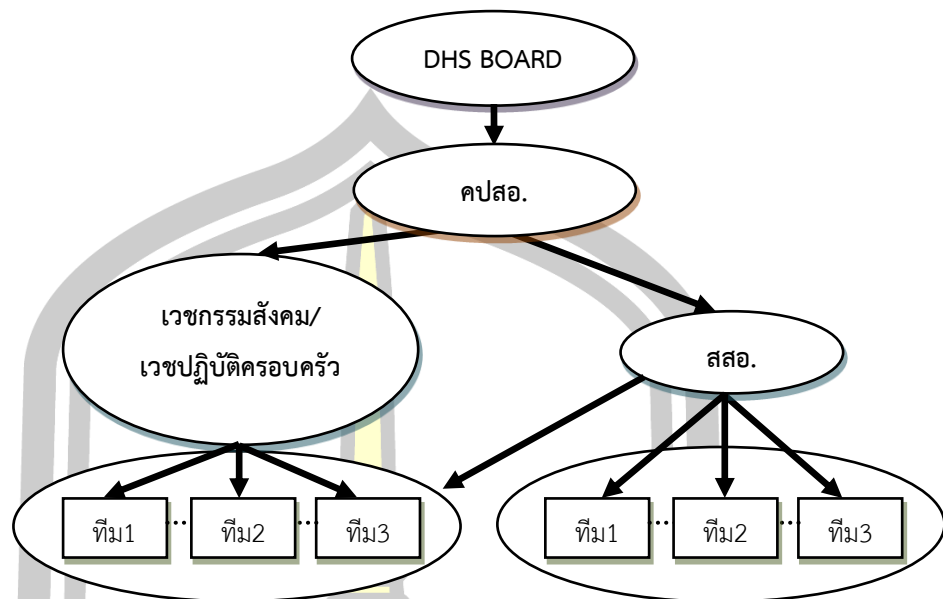 DHS BOARD
คปสอ.
เวชกรรมสังคม/
เวชปฏิบัติครอบครัว
สสอ.
ทีม1 ... ทีม2 ... ทีม3
ทีม1 ... ทีม2 ... ทีม3